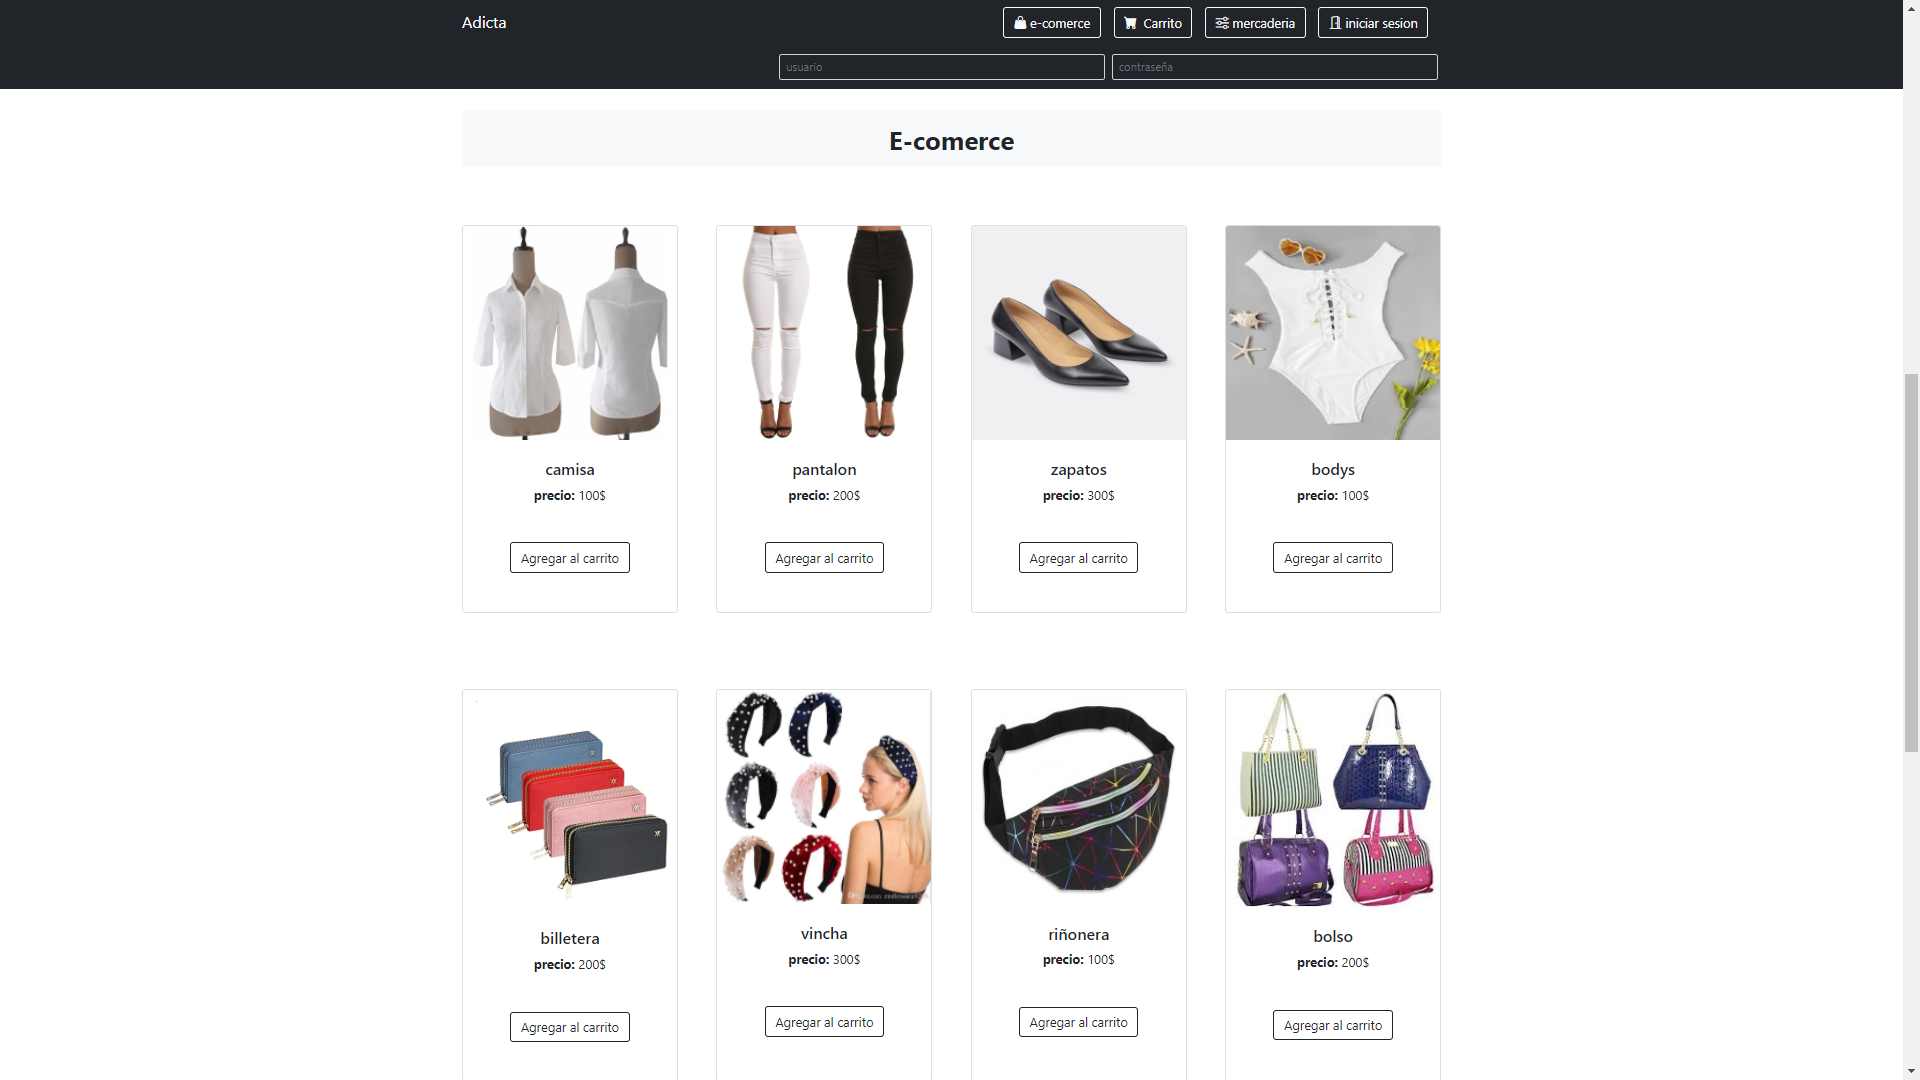 Adicta
e-comerce
Carrito
mercaderia
iniciar sesion
usuario
contraseña
E-comerce
camisa
precio: 100$
Agregar al carrito
pantalon
precio: 200$
Agregar al carrito
zapatos
precio: 300$
Agregar al carrito
bodys
precio: 100$
Agregar al carrito
billetera
precio: 200$
Agregar al carrito
vincha
precio: 300$
Agregar al carrito
riñonera
precio: 100$
Agregar al carrito
bolso
precio: 200$
Agregar al carrito